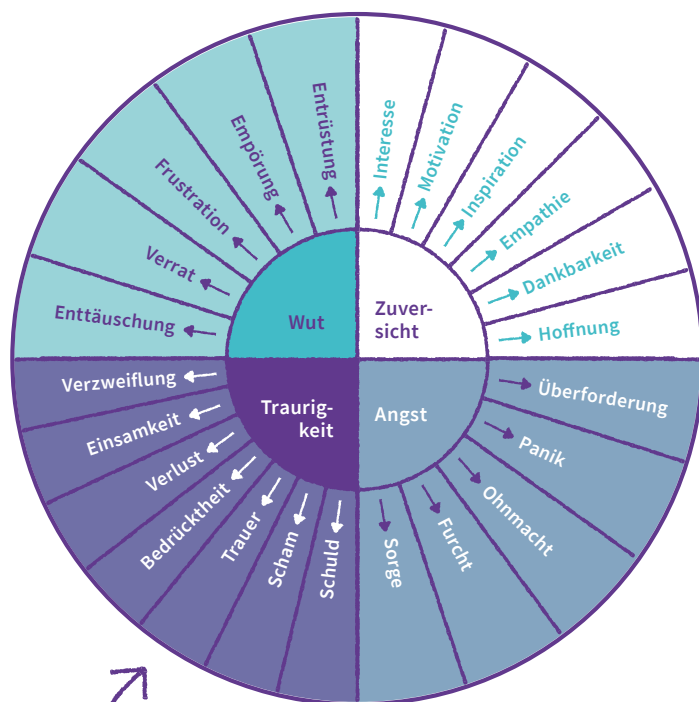 Entrüstung
Empörung
Frustration
Verrat
Enttäuschung
Wut
Interesse
Motivation
Inspiration
Empathie
Dankbarkeit
Hoffnung
Zuver-
sicht
Verzweiflung
Einsamkeit
Verlust
Bedrücktheit
Trauer
Scham
Schuld
Traurig-
keit
Angst
Überforderung
Panik
Ohnmacht
Furcht
Sorge